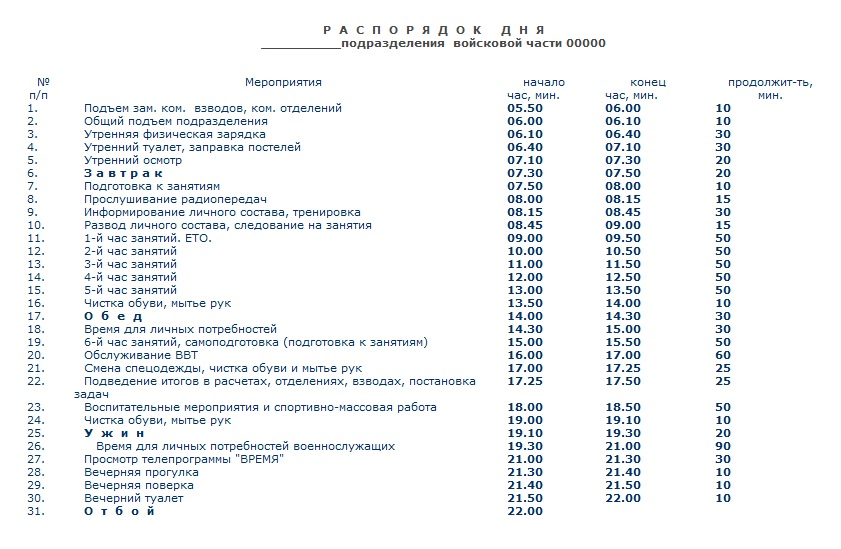 Р А С П О Р Я Д О К  Д Н Я
___________подразделения войсковой части 00000
№ Мероприятия начало конец продолжит-ть,
п/п час, мин. час, мин. мин.
1. Подъем зам. ком. взводов, ком. отделений 05.50 06.00 10
2. Общий подъем подразделения 06.00 06.10 10
3. Утренняя физическая зарядка 06.10 06.40 30
4. Утренний туалет, заправка постелей 06.40 07.10 30
5. Утренний осмотр 07.10 07.30 20
6. З а в т р а к 07.30 07.50 20
7. Подготовка к занятиям 07.50 08.00 10
8. Прослушивание радиопередач 08.00 08.15 15
9. Информирование личного состава, тренировка 08.15 08.45 30
10. Развод личного состава, следование на занятия 08.45 09.00 15
11. 1-й час занятий. ЕТО. 09.00 09.50 50
12. 2-й час занятий 10.00 10.50 50
13. 3-й час занятий 11.00 11.50 50
14. 4-й час занятий 12.00 12.50 50
15. 5-й час занятий 13.00 13.50 50
16. Чистка обуви, мытье рук 13.50 14.00 10
17. О б е д 14.00 14.30 30
18. Время для личных потребностей 14.30 15.00 30
19. 6-й час занятий, самоподготовка (подготовка к занятиям) 15.00 15.50 50
20. Обслуживание ВВТ 16.00 17.00 60
21. Смена спецодежды, чистка обуви и мытье рук 17.00 17.25 25
22. Подведение итогов в расчетах, отделениях, взводах, постановка 17.25 17.50 25
задач
23. Воспитательные мероприятия и спортивно-массовая работа 18.00 18.50 50
24. Чистка обуви, мытье рук 19.00 19.10 10
25. У ж и н 19.10 19.30 20
26. Время для личных потребностей военнослужащих 19.30 21.00 90
27. Просмотр телепрограммы "ВРЕМЯ" 21.00 21.30 30
28. Вечерняя прогулка 21.30 21.40 10
29. Вечерняя поверка 21.40 21.50 10
30. Вечерний туалет 21.50 22.00 10
31. О т б о й 22.00